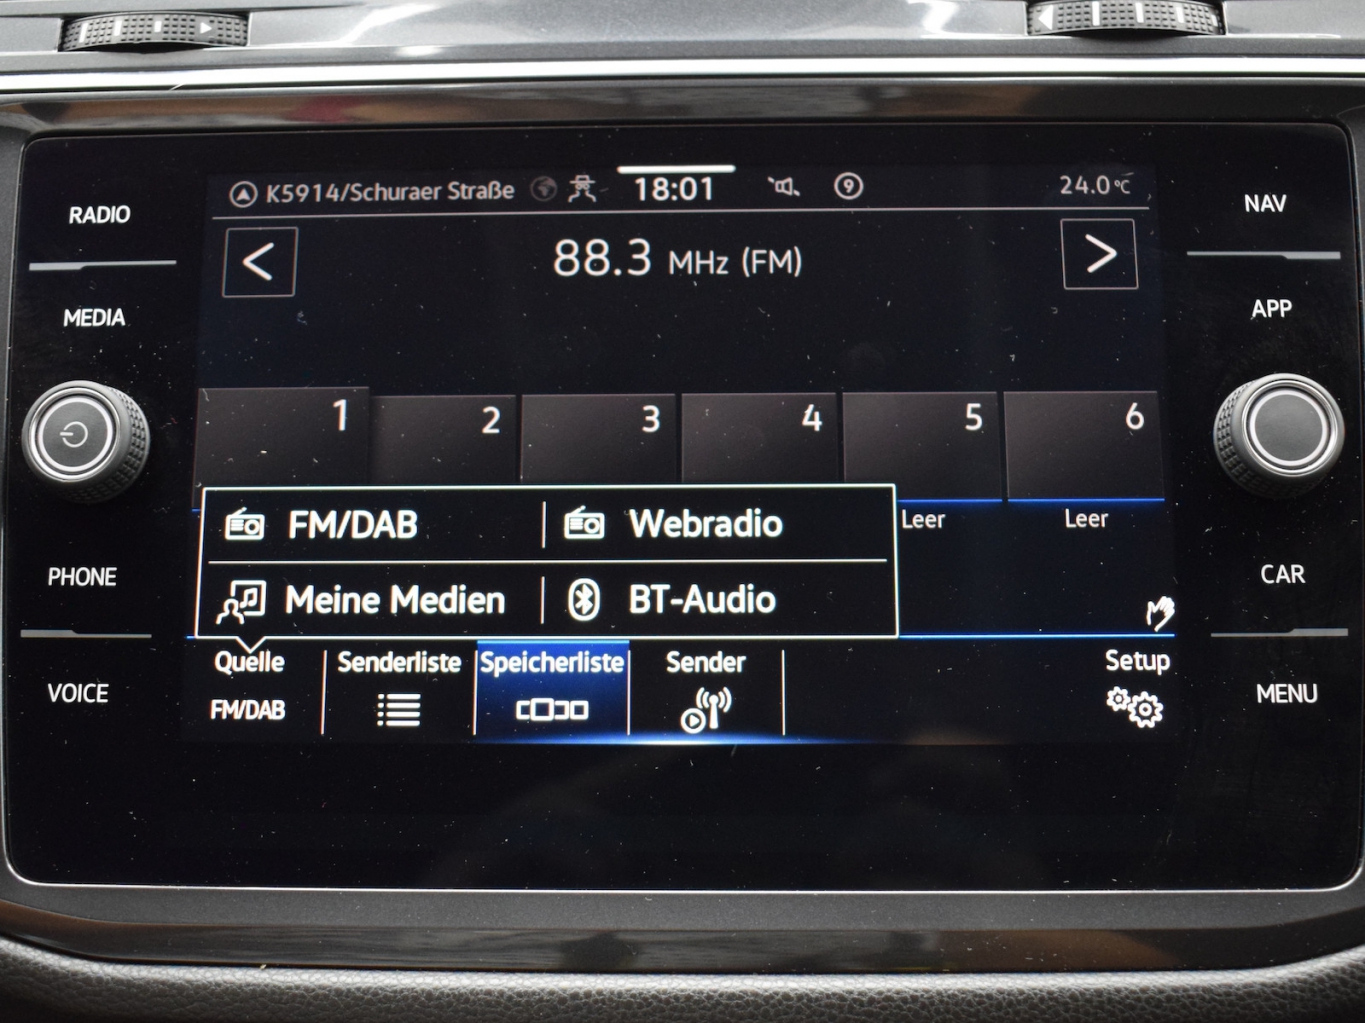 K5914/Schuraer Straße 18:01 9 24.0°C
RADIO
NAV
88.3 MHz (FM)
MEDIA
APP
1 2 3 4 5 6
FM/DAB Webradio
Leer Leer
PHONE
CAR
Meine Medien BT-Audio
Quelle Senderliste Speicherliste Sender Setup
FM/DAB
VOICE
MENU